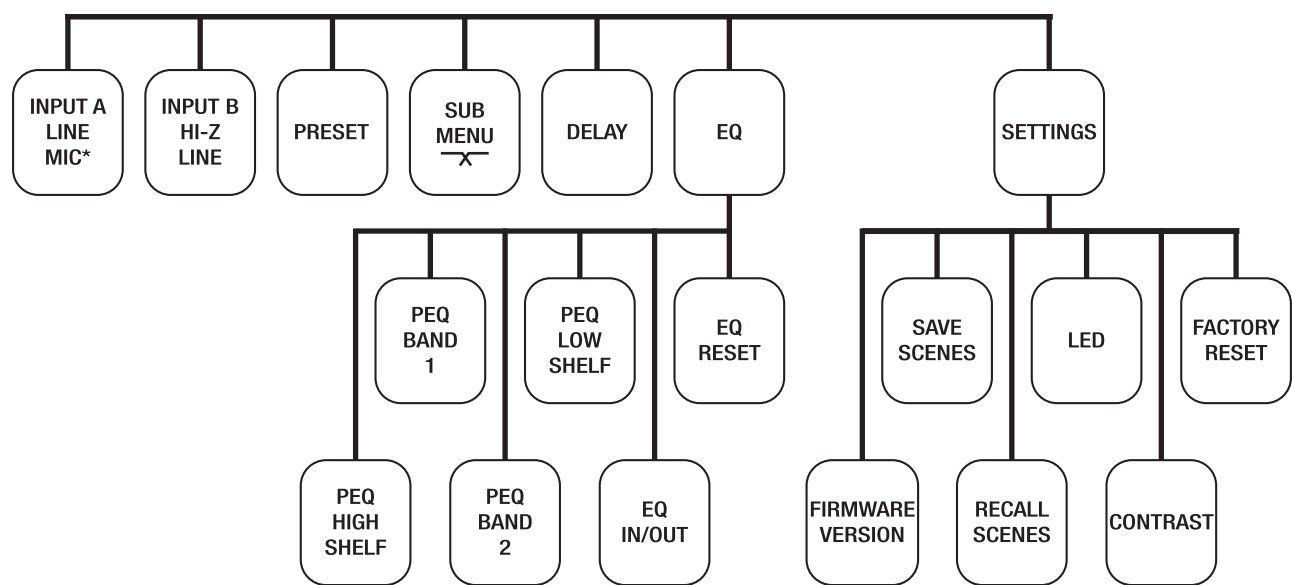 INPUT A
LINE
MIC*
INPUT B
HI-Z
LINE
PRESET
SUB
MENU
DELAY
EQ
SETTINGS
PEQ
BAND
1
PEQ
LOW
SHELF
EQ
RESET
SAVE
SCENES
LED
FACTORY
RESET
PEQ
HIGH
SHELF
PEQ
BAND
2
EQ
IN/OUT
FIRMWARE
VERSION
RECALL
SCENES
CONTRAST